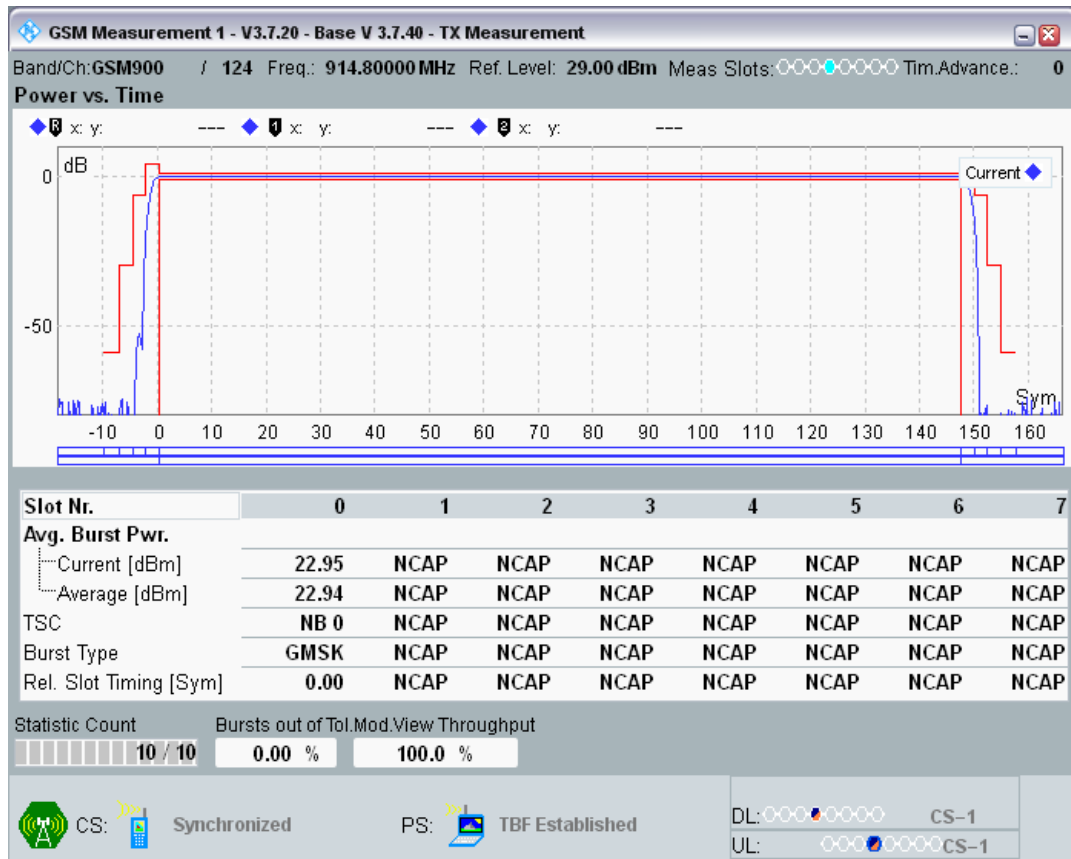 GSM Measurement 1 - V3.7.20 - Base V 3.7.40 - TX Measurement
Band/Ch:GSM900 / 124 Freq.: 914.80000 MHz Ref. Level: 29.00 dBm Meas Slots: Tim.Advance.: 0
Power vs. Time
R x: y: --- 1 x: y: --- 2 x: y: ---
dB
Current
0
-50
Sym
-10 0 10 20 30 40 50 60 70 80 90 100 110 120 130 140 150 160
Slot Nr. 0 1 2 3 4 5 6 7
Avg. Burst Pwr.
Current [dBm] 22.95 NCAP NCAP NCAP NCAP NCAP NCAP NCAP
Average [dBm] 22.94 NCAP NCAP NCAP NCAP NCAP NCAP NCAP
TSC NB 0 NCAP NCAP NCAP NCAP NCAP NCAP NCAP
Burst Type GMSK NCAP NCAP NCAP NCAP NCAP NCAP NCAP
Rel. Slot Timing [Sym] 0.00 NCAP NCAP NCAP NCAP NCAP NCAP NCAP
Statistic Count Bursts out of Tol.Mod.View Throughput
10 / 10 0.00 % 100.0 %
CS: Synchronized PS: TBF Established
DL: CS-1
UL: CS-1